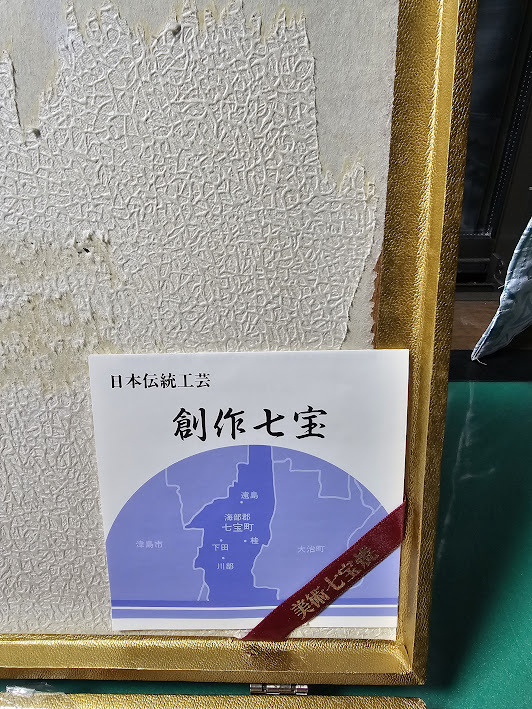 日本伝統工芸
創作七宝
遠島
海部郡
七宝町
津島市
下田
桂
大治町
川部
美術・七宝焼